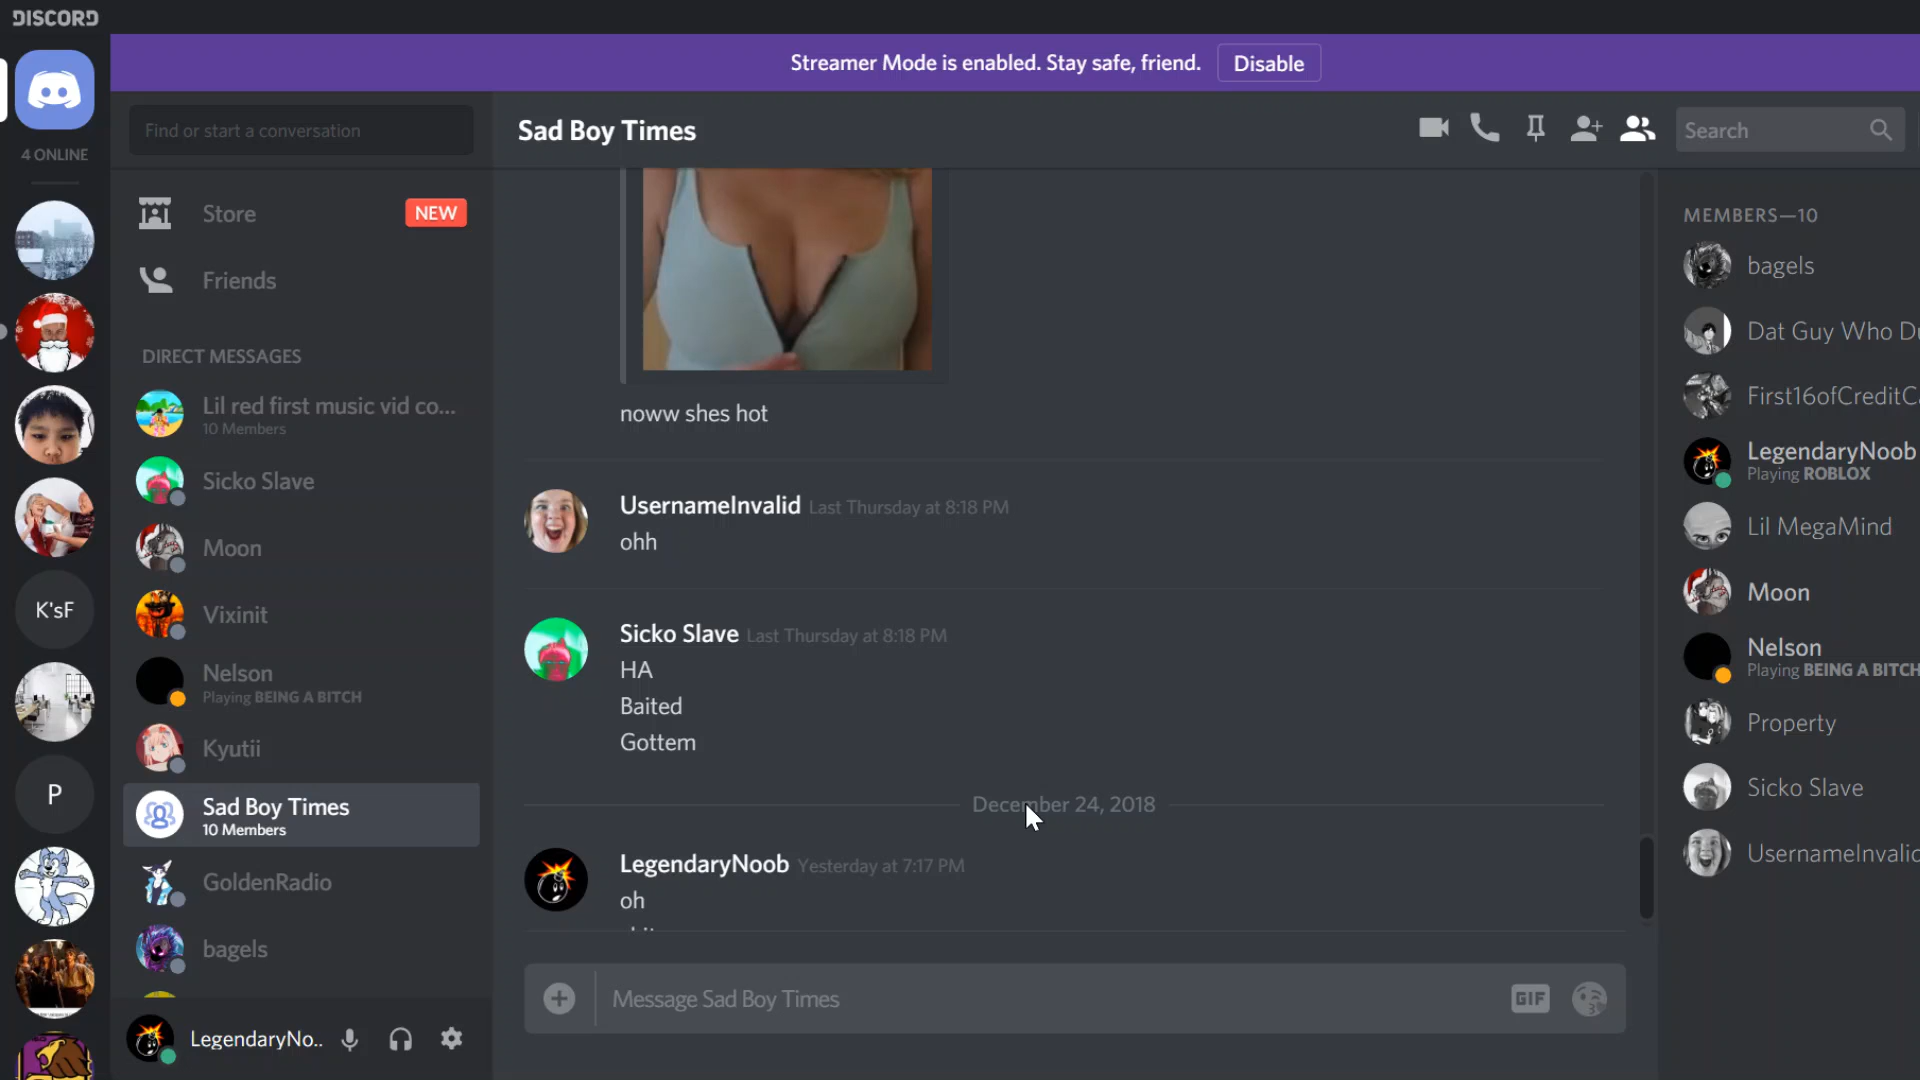 DISCORD
Streamer Mode is enabled. Stay safe, friend. Disable
Find or start a conversation
Sad Boy Times
Search
4 ONLINE
Store NEW
Friends
DIRECT MESSAGES
Lil red first music vid co...
10 Members
Sicko Slave
Moon
Vixinit
Nelson
Playing BEING A BITCH
Kyutii
Sad Boy Times
10 Members
GoldenRadio
bagels
LegendaryNo..
K'sF
P
noww shes hot
UsernameInvalid Last Thursday at 8:18 PM
ohh
Sicko Slave Last Thursday at 8:18 PM
HA
Baited
Gottem
December 24, 2018
LegendaryNoob Yesterday at 7:17 PM
oh
Message Sad Boy Times
GIF
MEMBERS—10
bagels
Dat Guy Who
First16ofCreditC
LegendaryNoob
Playing ROBLOX
Lil MegaMind
Moon
Nelson
Playing BEING A BITCH
Property
Sicko Slave
UsernameInvalid